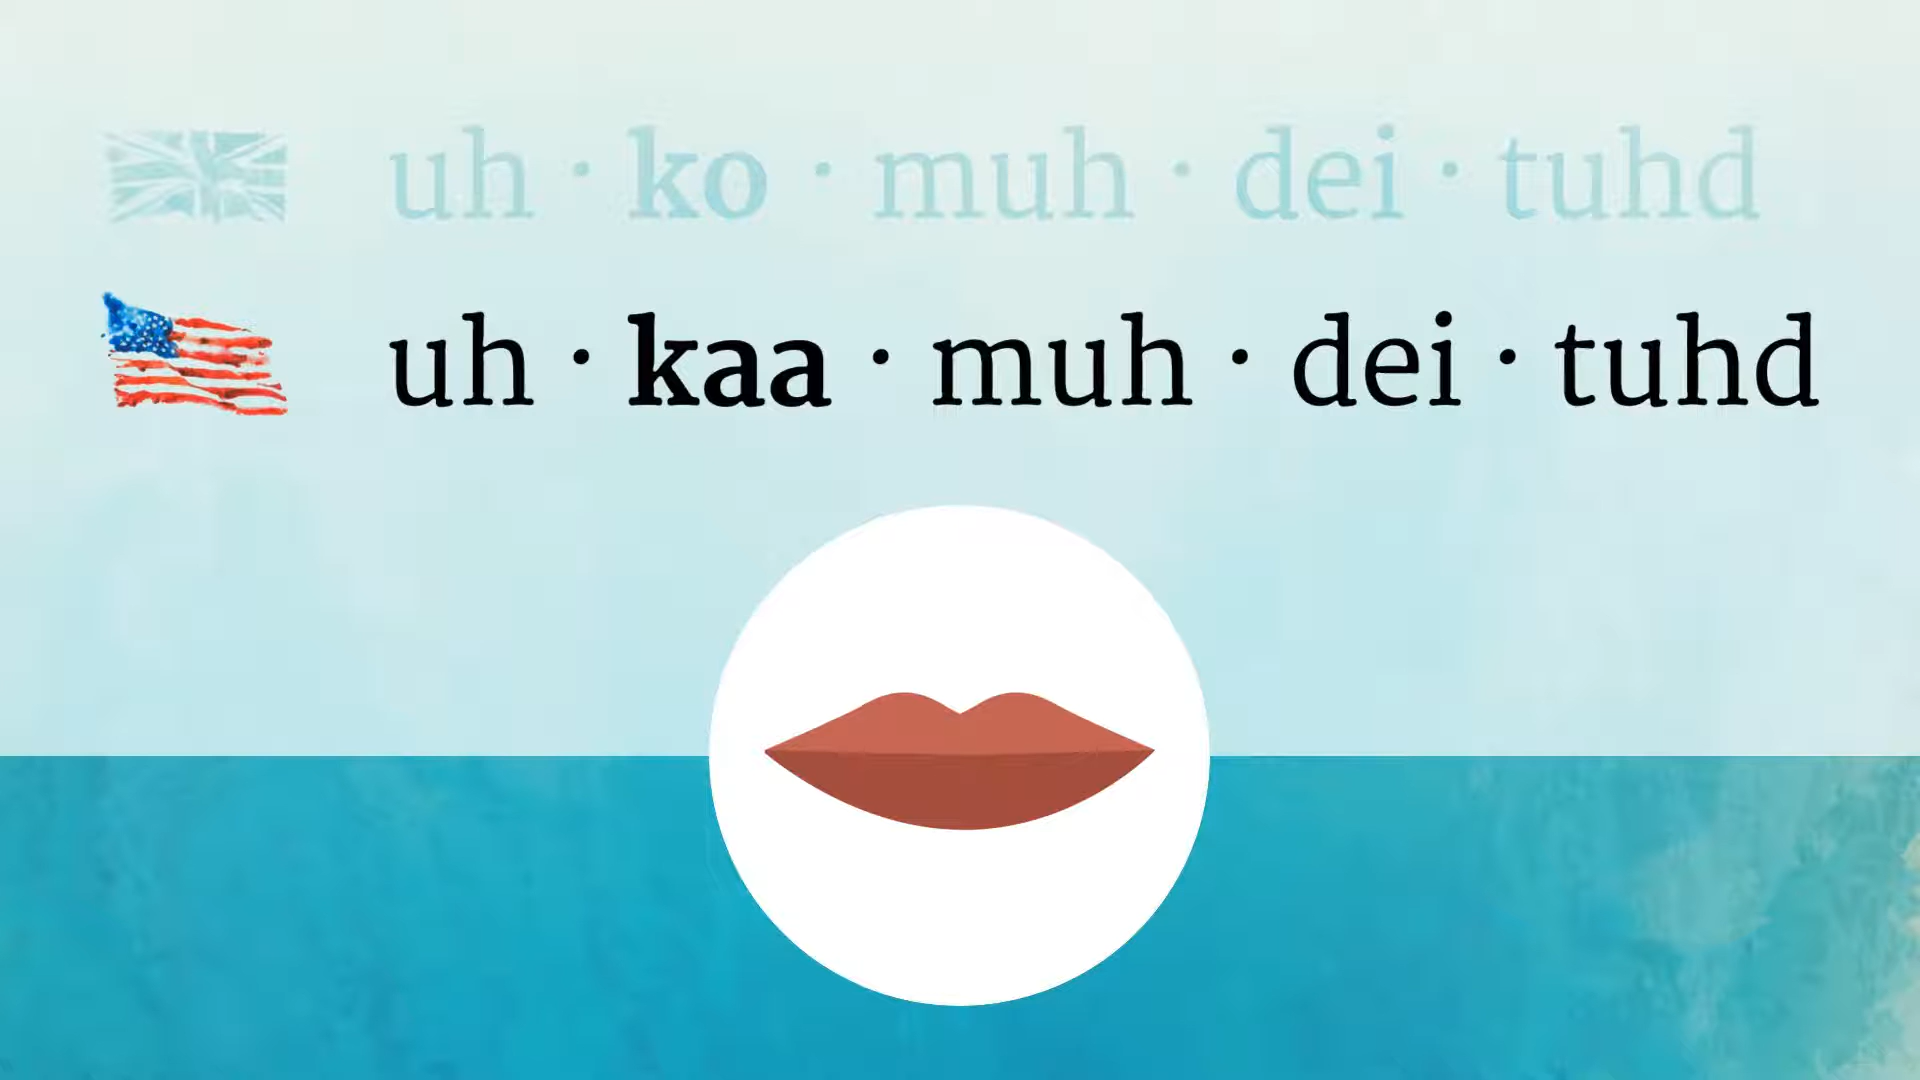 uh · ko · muh · dei · tuhd
uh · kaa · muh · dei · tuhd